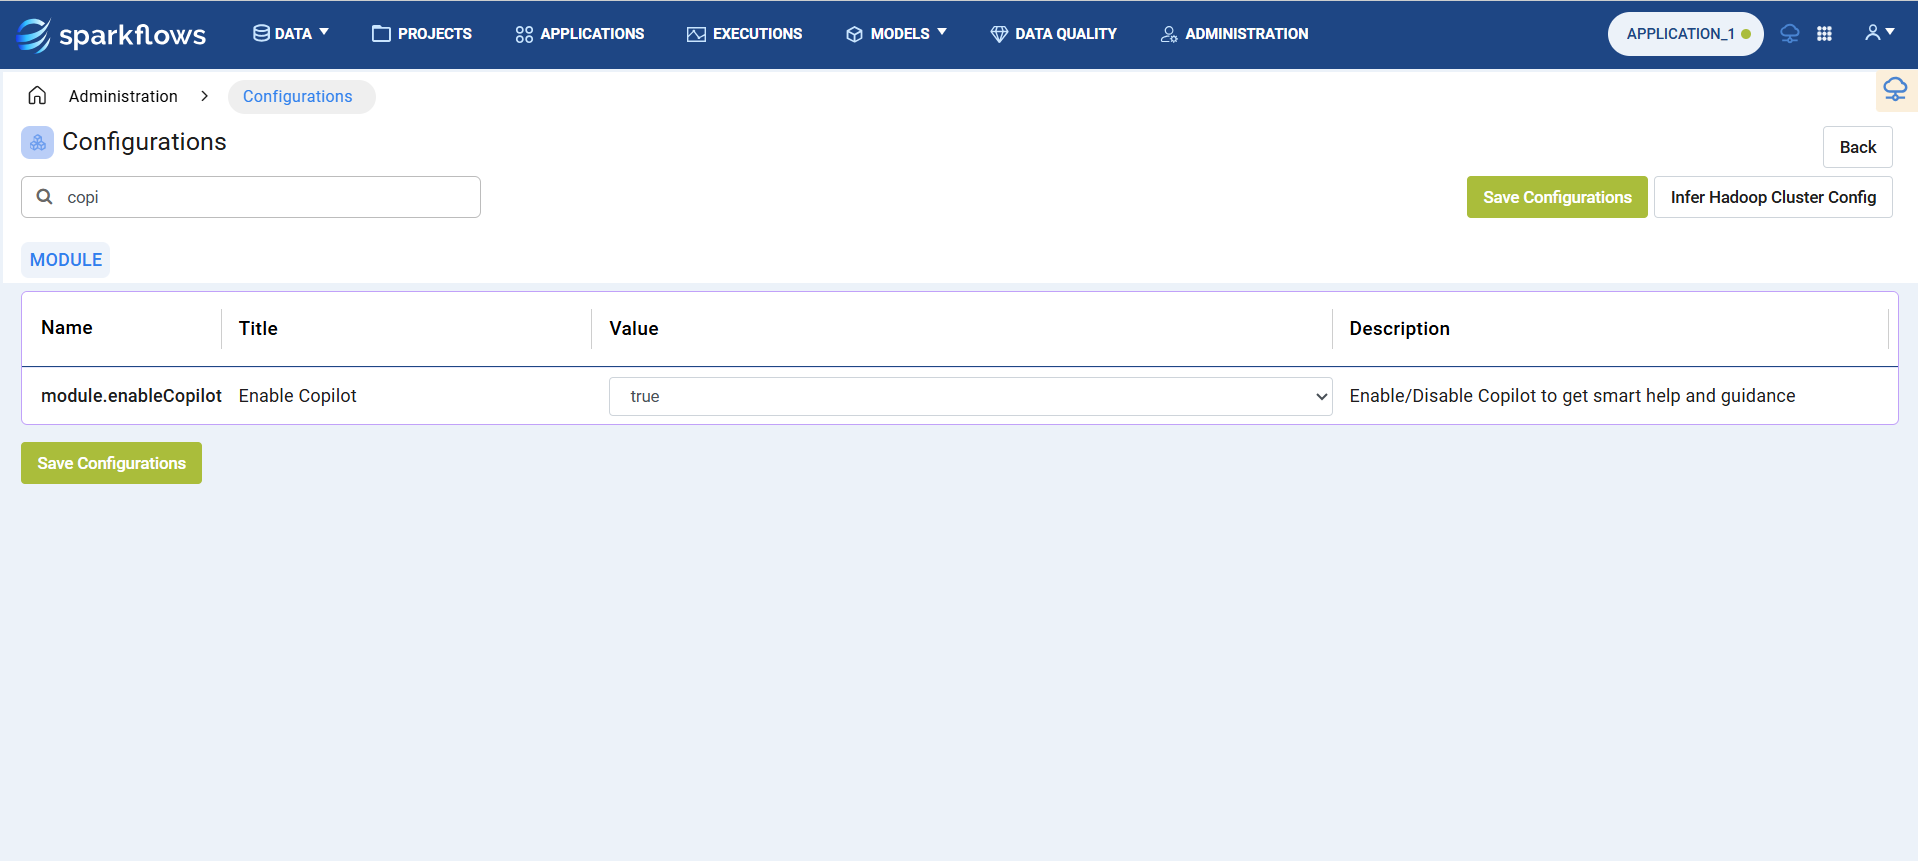 sparkflows DATA PROJECTS APPLICATIONS EXECUTIONS MODELS DATA QUALITY ADMINISTRATION APPLICATION_1
Administration > Configurations
Configurations
Back
copi
Save Configurations Infer Hadoop Cluster Config
MODULE
Name Title Value Description
module.enableCopilot Enable Copilot true Enable/Disable Copilot to get smart help and guidance
Save Configurations